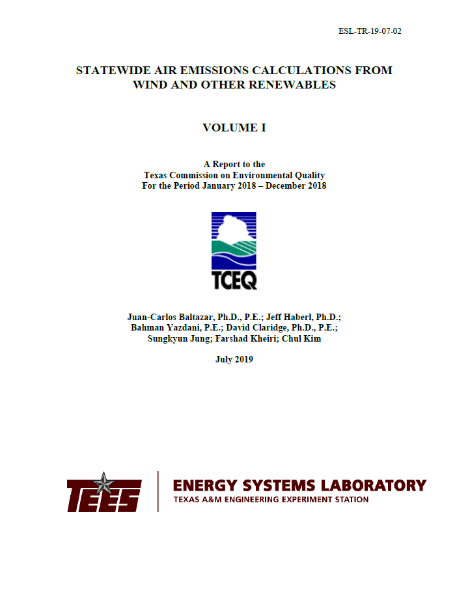 ESL-TR-19-07-02
STATEWIDE AIR EMISSIONS CALCULATIONS FROM
WIND AND OTHER RENEWABLES
VOLUME I
A Report to the
Texas Commission on Environmental Quality
For the Period January 2018 – December 2018
TCEQ
Juan-Carlos Baltazar, Ph.D., P.E.; Jeff Haberl, Ph.D.;
Bahman Yazdani, P.E.; David Claridge, Ph.D., P.E.;
Sungkyun Jung; Farshad Kheiri; Chul Kim
July 2019
TEES
ENERGY SYSTEMS LABORATORY
TEXAS A&M ENGINEERING EXPERIMENT STATION